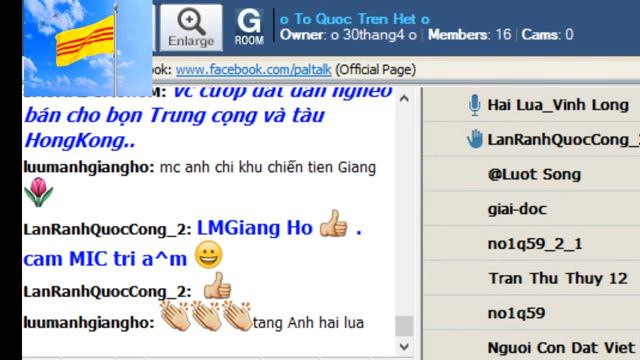 o To Quoc Tren Het o
Enlarge
G
ROOM
Owner: o 30thang4 o Members: 16 Cams: 0
ook: www.facebook.com/paltalk (Official Page)
vc cướp đất dân nghèo
bán cho bọn Trung cọng và tàu
HongKong..
luumanhgiangho: mc anh chi khu chiến tien Giang
LanRanhQuocCong_2: LMGiang Ho .
cam MIC tri a^m
LanRanhQuocCong_2:
luumanhgiangho: tang Anh hai lua
Hai Lua_Vinh Long
LanRanhQuocCong_2
@Luot Song
giai-doc
no1q59_2_1
Tran Thu Thuy 12
no1q59
Nguoi Con Dat Viet